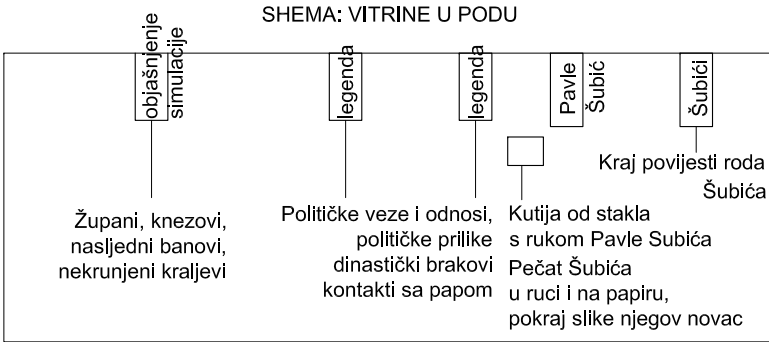 SHEMA: VITRINE U PODU
objašnjenje
simulacije
legenda
legenda
Pavle
Šubić
Šubići
Župani, knezovi,
nasljedni banovi,
nekrunjeni kraljevi
Političke veze i odnosi,
političke prilike
dinastički brakovi
kontakti sa papom
Kutija od stakla
s rukom Pavle Subića
Pečat Šubića
u ruci i na papiru,
pokraj slike njegov novac
Kraj povijesti roda
Šubića